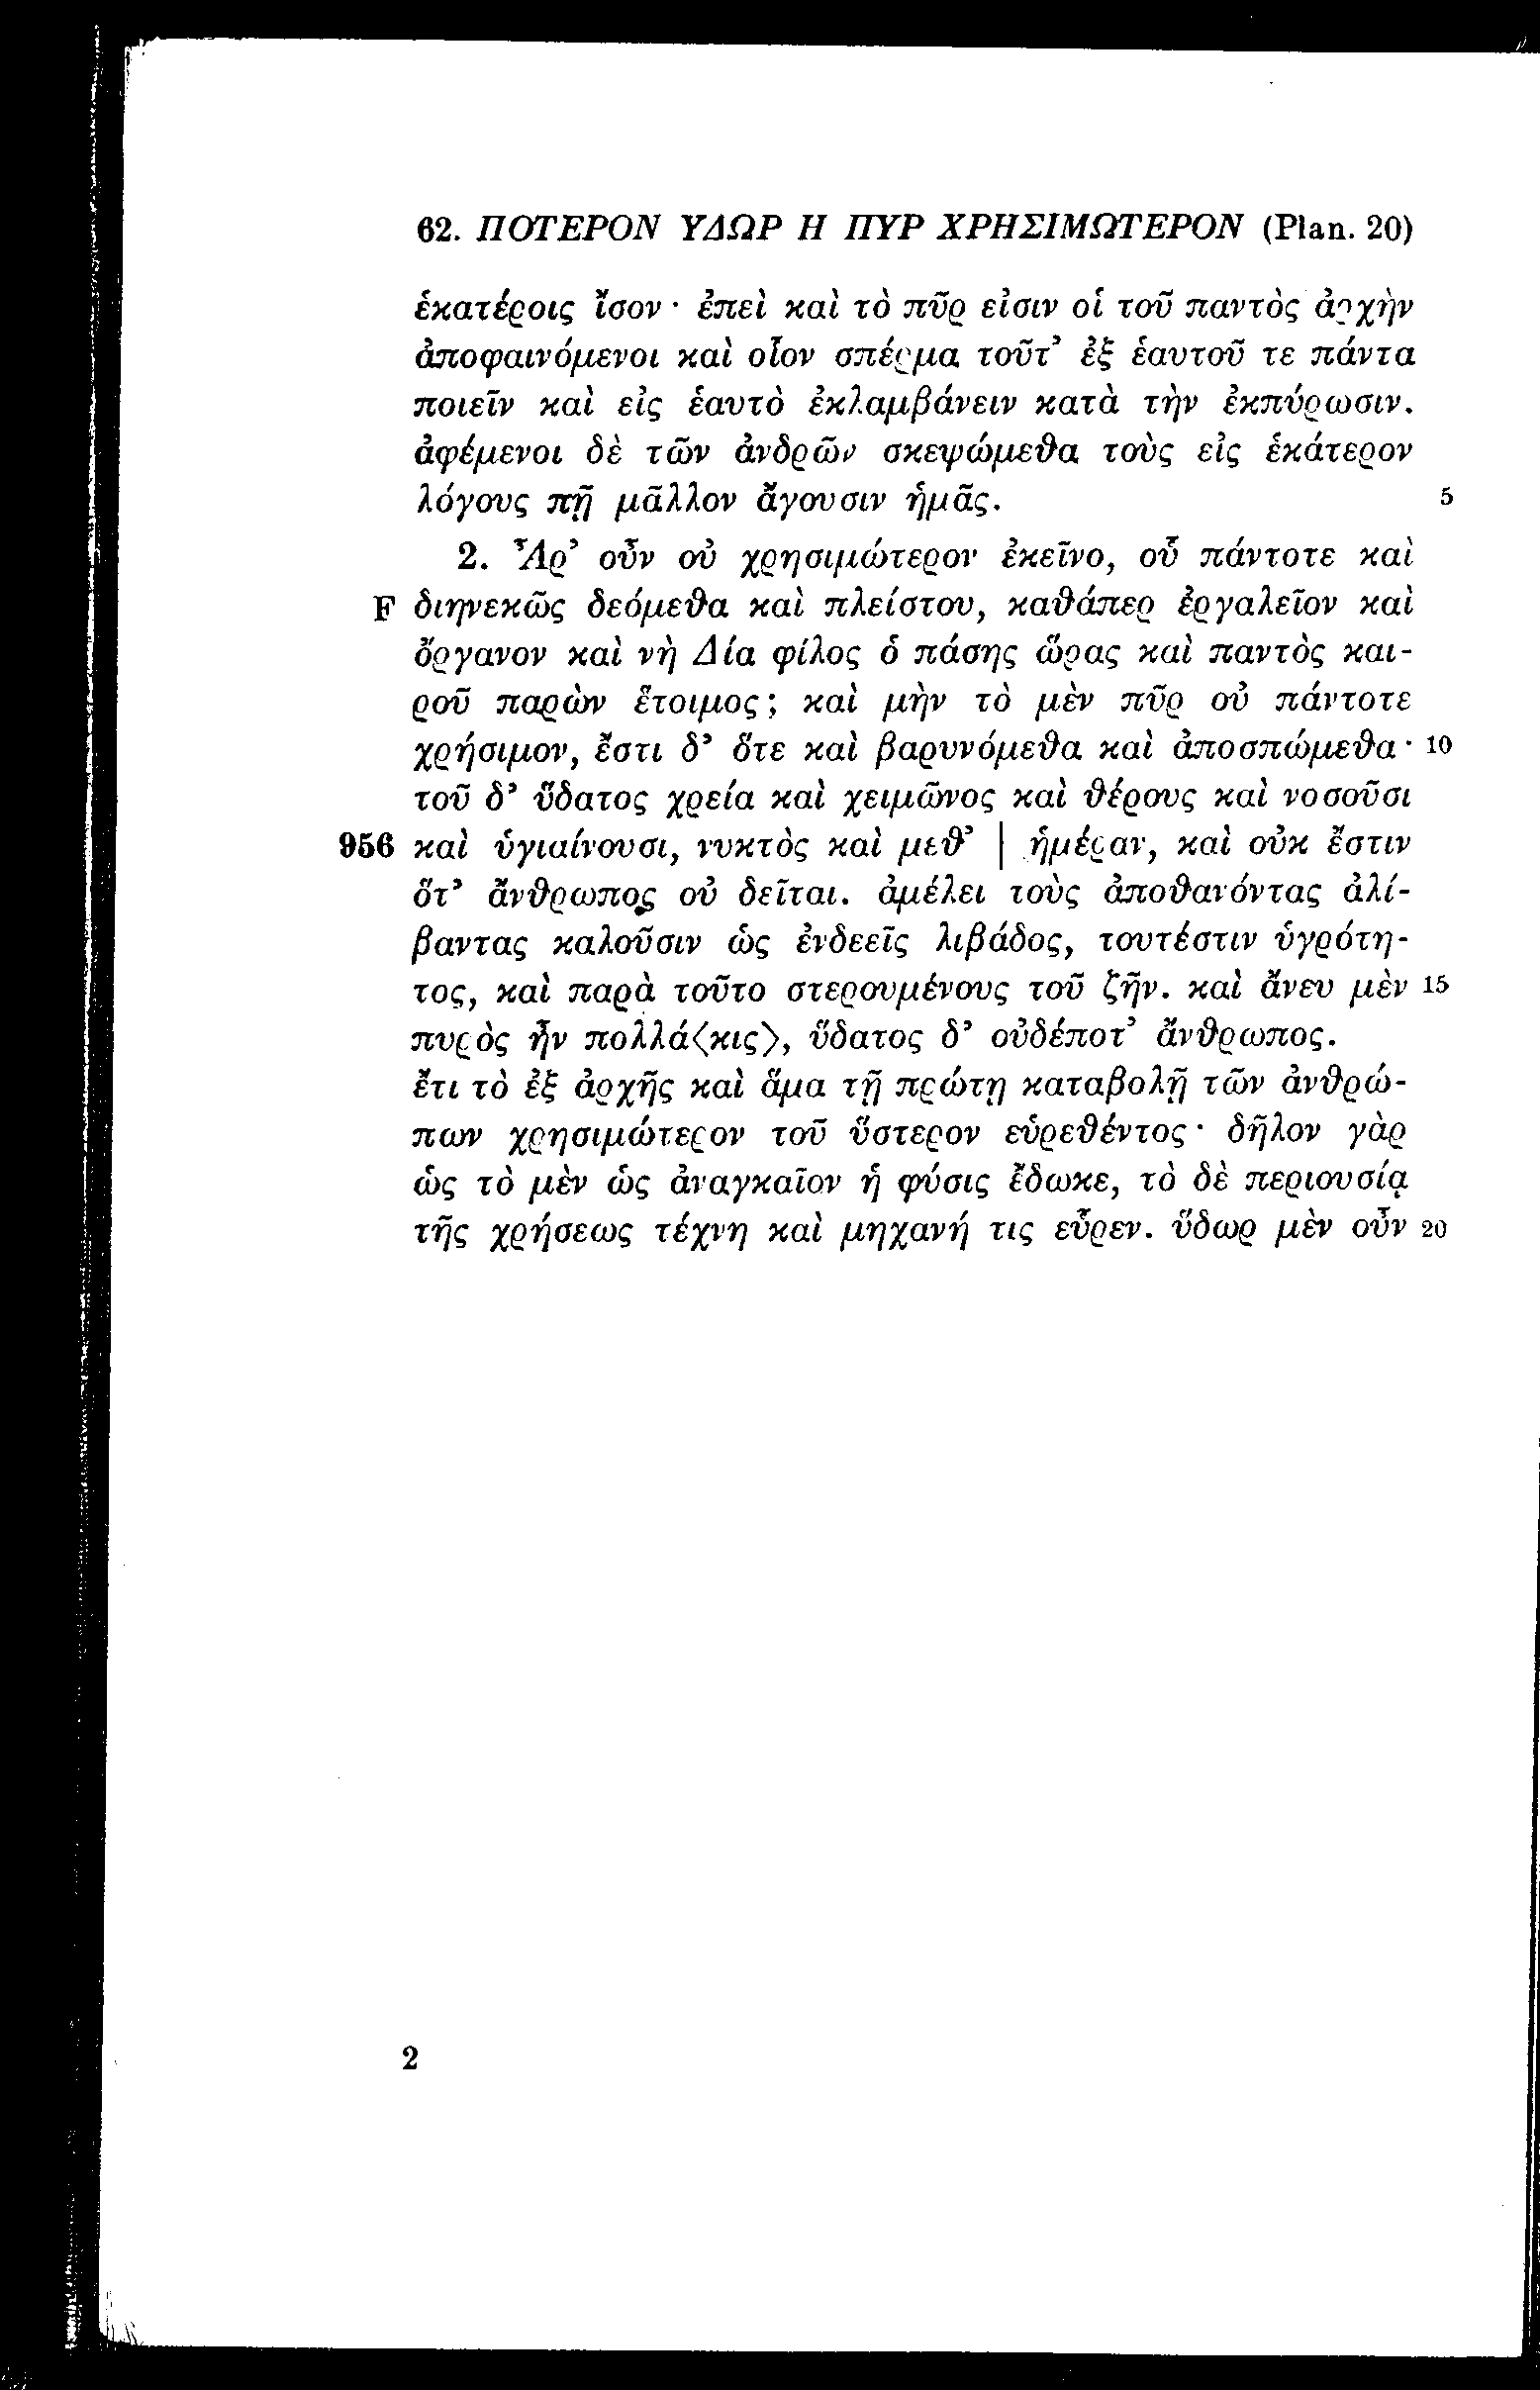 62. ΠΟΤΕΡΟΝ ΥΔΩΡ Η ΠΥΡ ΧΡΗΣΙΜΩΤΕΡΟΝ (Plan. 20)
ἑκατέροις ἴσον· ἐπεὶ καὶ τὸ πῦρ εἰσιν οἱ τοῦ παντὸς ἀρχὴν
ἀποφαινόμενοι καὶ οἷον σπέρμα τοῦτ’ ἐξ ἑαυτοῦ τε πάντα
ποιεῖν καὶ εἰς ἑαυτὸ ἐκλαμβάνειν κατὰ τὴν ἐκπύρωσιν.
ἀφέμενοι δὲ τῶν ἀνδρῶν σκεψώμεθα τοὺς εἰς ἑκάτερον
λόγους πῇ μᾶλλον ἄγουσιν ἡμᾶς. 5
2. Ἆρ’ οὖν οὐ χρησιμώτερον ἐκεῖνο, οὗ πάντοτε καὶ
F διηνεκῶς δεόμεθα καὶ πλείστου, καθάπερ ἐργαλεῖον καὶ
ὄργανον καὶ νὴ Δία φίλος ὁ πάσης ὥρας καὶ παντὸς και-
ροῦ παρὼν ἕτοιμος; καὶ μὴν τὸ μὲν πῦρ οὐ πάντοτε
χρήσιμον, ἔστι δ’ ὅτε καὶ βαρυνόμεθα καὶ ἀποσπώμεθα· 10
τοῦ δ’ ὕδατος χρεία καὶ χειμῶνος καὶ θέρους καὶ νοσοῦσι
956 καὶ ὑγιαίνουσι, νυκτὸς καὶ μεθ’ | ἡμέραν, καὶ οὐκ ἔστιν
ὅτ’ ἄνθρωπος οὐ δεῖται. ἀμέλει τοὺς ἀποθανόντας ἀλί-
βαντας καλοῦσιν ὡς ἐνδεεῖς λιβάδος, τουτέστιν ὑγρότη-
τος, καὶ παρὰ τοῦτο στερουμένους τοῦ ζῆν. καὶ ἄνευ μὲν 15
πυρὸς ἦν πολλά⟨κις⟩, ὕδατος δ’ οὐδέποτ’ ἄνθρωπος.
ἔτι τὸ ἐξ ἀρχῆς καὶ ἅμα τῇ πρώτῃ καταβολῇ τῶν ἀνθρώ-
πων χρησιμώτερον τοῦ ὕστερον εὑρεθέντος· δῆλον γὰρ
ὡς τὸ μὲν ὡς ἀναγκαῖον ἡ φύσις ἔδωκε, τὸ δὲ περιουσίᾳ
τῆς χρήσεως τέχνη καὶ μηχανή τις εὗρεν. ὕδωρ μὲν οὖν 20
2